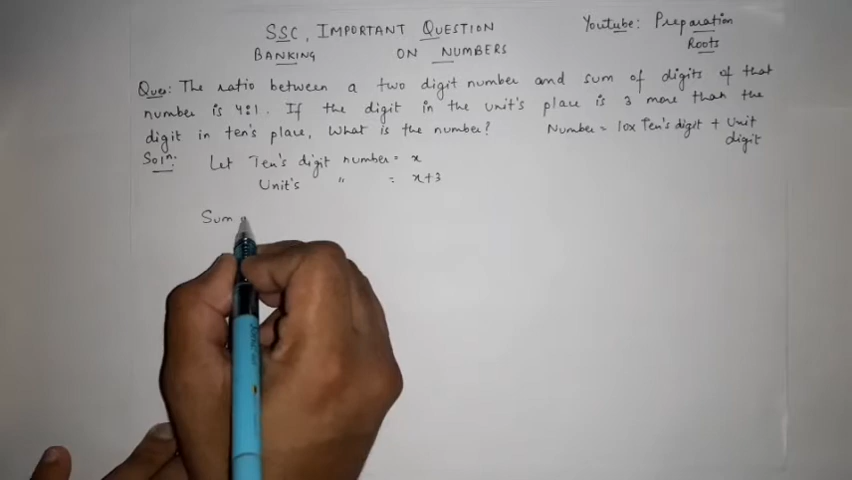 SSC, IMPORTANT QUESTION
BANKING ON NUMBERS
Youtube: Preparation
Roots
Ques: The ratio between a two digit number and sum of digits of that
number is 4:1. If the digit in the unit's place is 3 more than the
digit in ten's place, What is the number?
Number = 10x Ten's digit + Unit
digit
Solⁿ: Let Ten's digit number = x
Unit's " = x+3
Sum